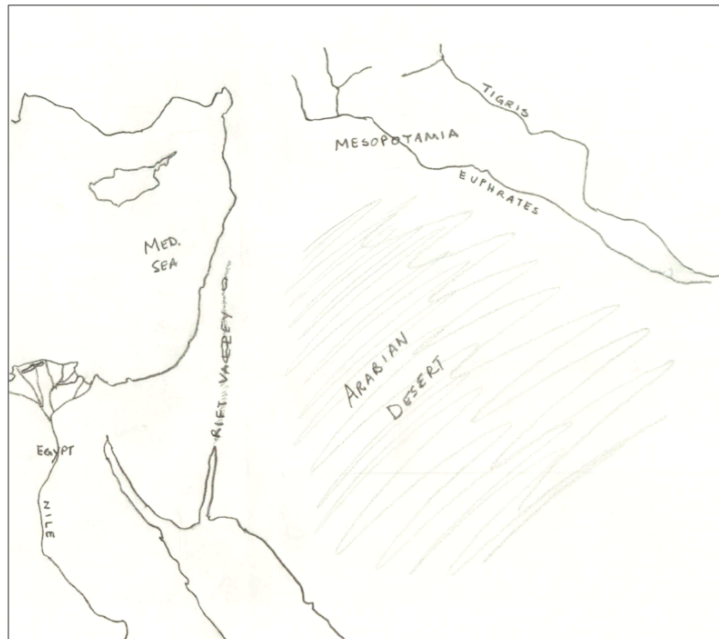 TIGRIS
MESOPOTAMIA
EUPHRATES
MED.
SEA
RIFT VALLEY
ARABIAN
DESERT
EGYPT
NILE